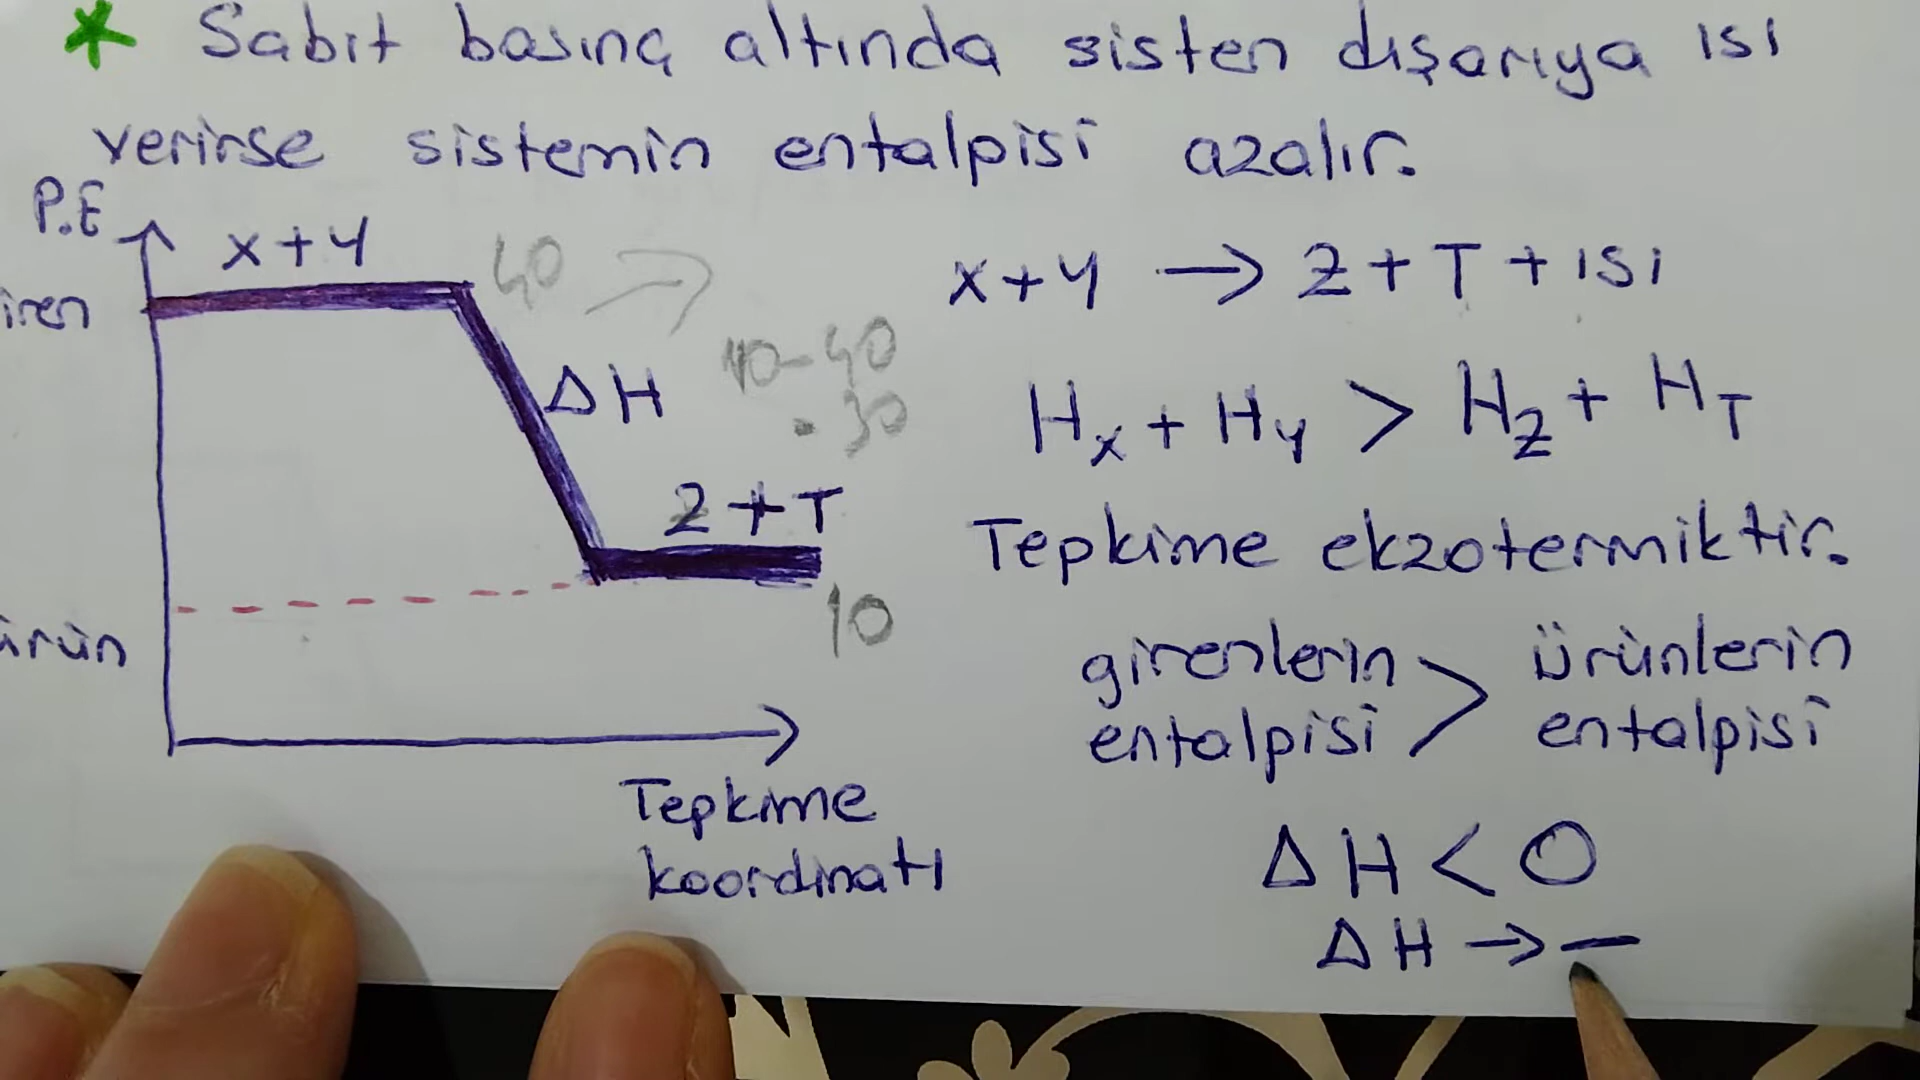 * Sabit basınç altında sisten dışarıya ısı
verirse sistemin entalpisi azalır.
P.E
X+Y
40
iren
ΔH
10-40
-30
Z+T
10
ürün
Tepkime
koordinatı
X+Y → Z+T+ısı
Hx + Hy > Hz + HT
Tepkime ekzotermiktir.
girenlerin > ürünlerin
entalpisi entalpisi
ΔH < 0
ΔH → —